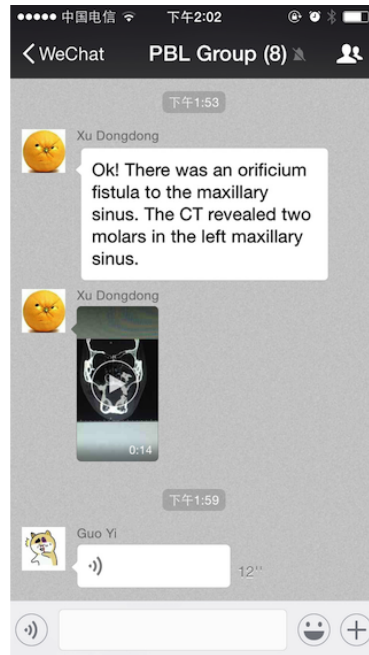 中国电信 下午2:02
WeChat PBL Group (8)
下午1:53
Xu Dongdong
Ok! There was an orificium
fistula to the maxillary
sinus. The CT revealed two
molars in the left maxillary
sinus.
Xu Dongdong
0:14
下午1:59
Guo Yi
12"